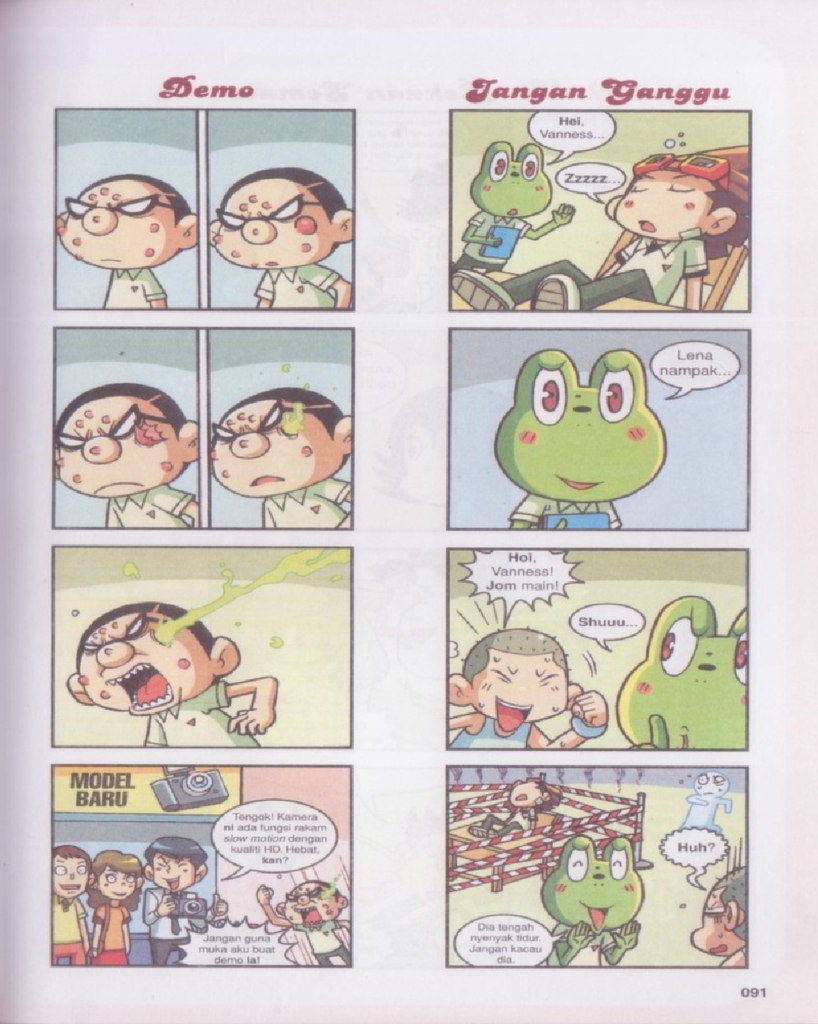 Demo
MODEL
BARU
Tengok! Kamera
ni ada fungsi rakam
slow motion dengan
kualiti HD. Hebat,
kan?
Jangan guna
muka aku buat
demo la!
Jangan Ganggu
Hei,
Vanness...
Zzzzz...
Lena
nampak...
Hoi,
Vanness!
Jom main!
Shuuu...
Huh?
Dia tengah
nyenyak tidur.
Jangan kacau
dia.
091